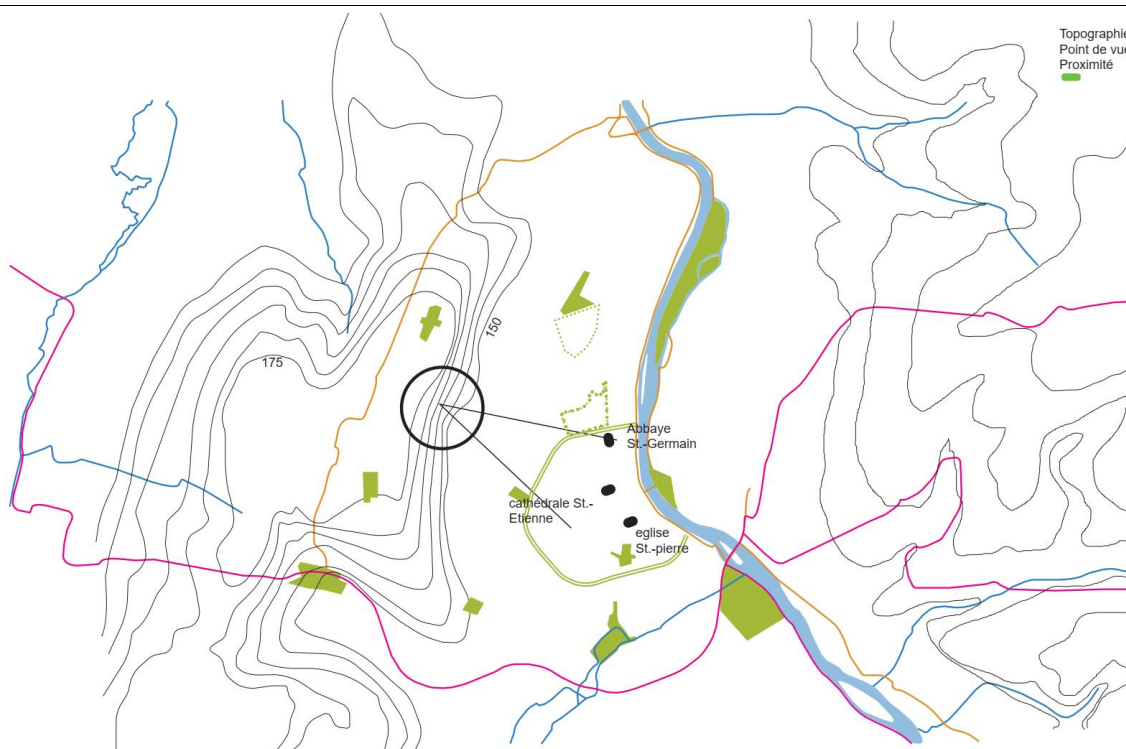 Topographie
Point de vue
Proximité
150
175
Abbaye
St.-Germain
cathédrale St.-
Etienne
eglise
St.-pierre